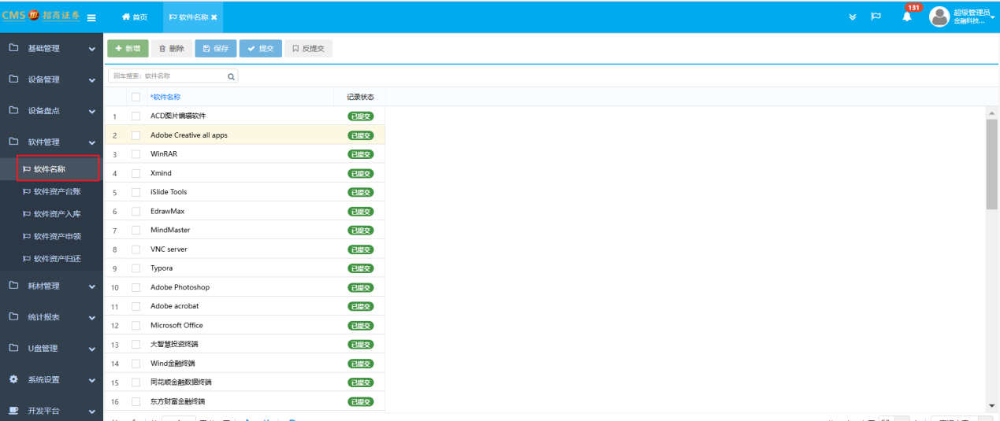 CMS 招商证券
首页
软件名称
131
超级管理员
金融科技...
基础管理
设备管理
设备盘点
软件管理
软件名称
软件资产台账
软件资产入库
软件资产申领
软件资产归还
耗材管理
统计报表
U盘管理
系统设置
开发平台
新增 删除 保存 提交 反提交
回车搜索：软件名称
*软件名称 记录状态
1 ACD图片编辑软件 已提交
2 Adobe Creative all apps 已提交
3 WinRAR 已提交
4 Xmind 已提交
5 iSlide Tools 已提交
6 EdrawMax 已提交
7 MindMaster 已提交
8 VNC server 已提交
9 Typora 已提交
10 Adobe Photoshop 已提交
11 Adobe acrobat 已提交
12 Microsoft Office 已提交
13 大智慧投资终端 已提交
14 Wind金融终端 已提交
15 同花顺金融数据终端 已提交
16 东方财富金融终端 已提交